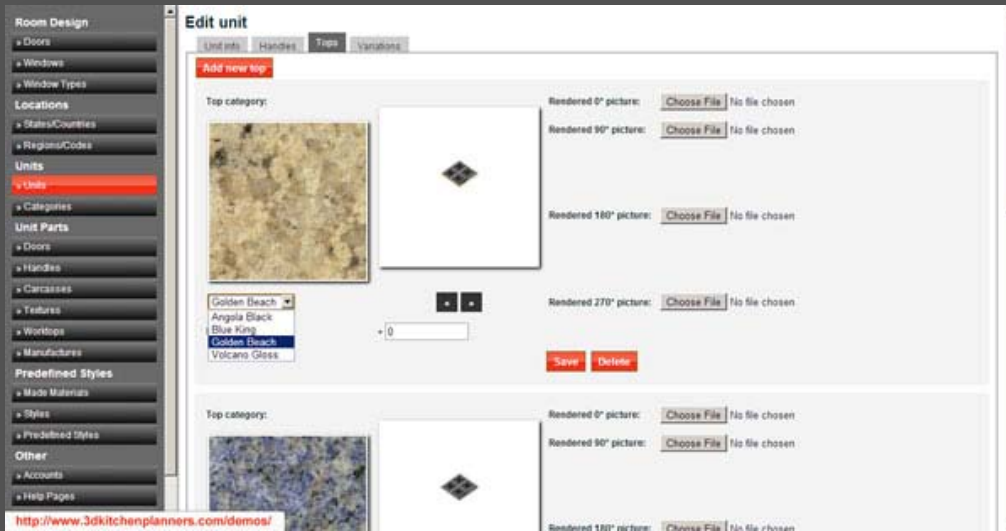 Room Design
» Doors
» Windows
» Window Types
Locations
» States/Countries
» Regions/Codes
Units
» Units
» Categories
Unit Parts
» Doors
» Handles
» Carcasses
» Textures
» Worktops
» Manufactures
Predefined Styles
» Made Materials
» Styles
» Predefined Styles
Other
» Accounts
» Help Pages
http://www.3dkitchenplanners.com/demos/
Edit unit
Unit info Handles Tops Variations
Add new top
Top category:
Golden Beach
Angola Black
Blue King
Golden Beach
Volcano Gloss
+ 0
Rendered 0° picture: Choose File No file chosen
Rendered 90° picture: Choose File No file chosen
Rendered 180° picture: Choose File No file chosen
Rendered 270° picture: Choose File No file chosen
Save Delete
Top category:
Rendered 0° picture: Choose File No file chosen
Rendered 90° picture: Choose File No file chosen
Rendered 180° picture: Choose File No file chosen